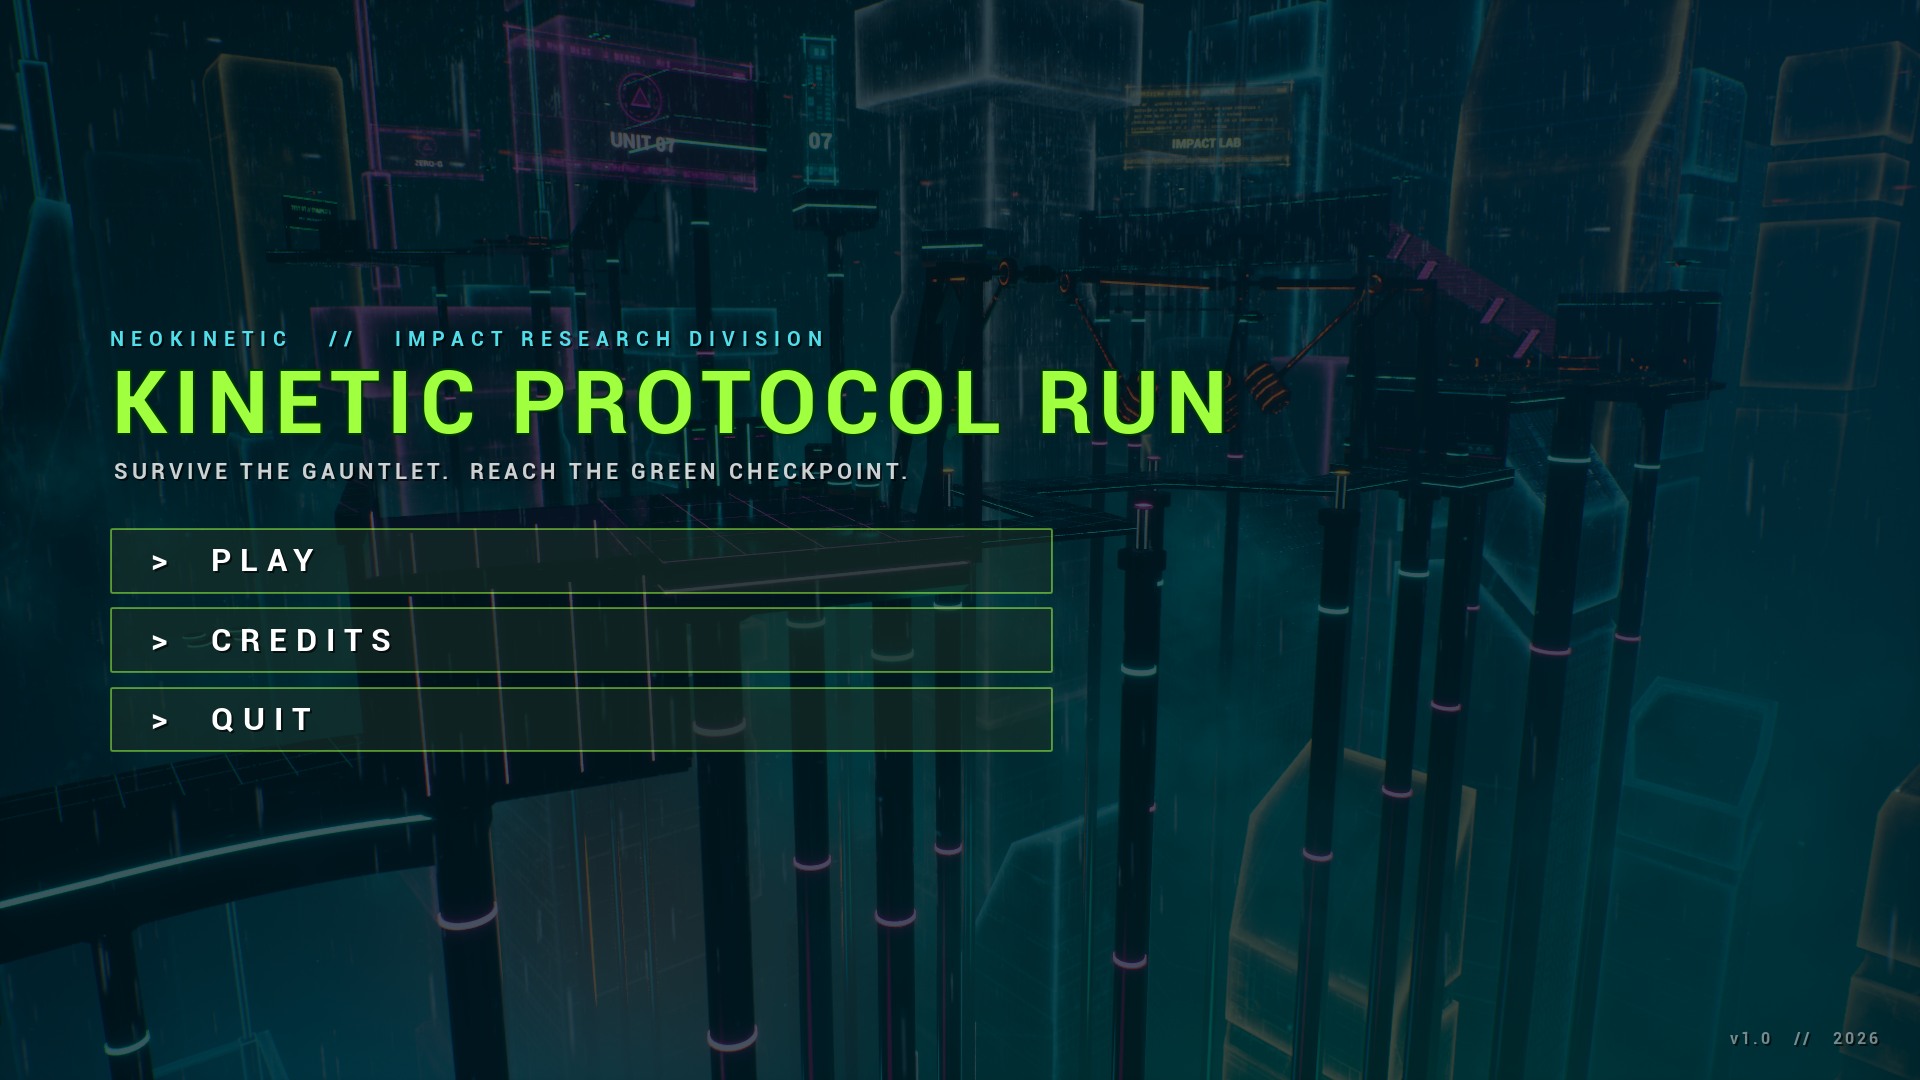 UNIT 07
07
IMPACT LAB
ZERO-G
NEOKINETIC // IMPACT RESEARCH DIVISION
KINETIC PROTOCOL RUN
SURVIVE THE GAUNTLET. REACH THE GREEN CHECKPOINT.
> PLAY
> CREDITS
> QUIT
v1.0 // 2026